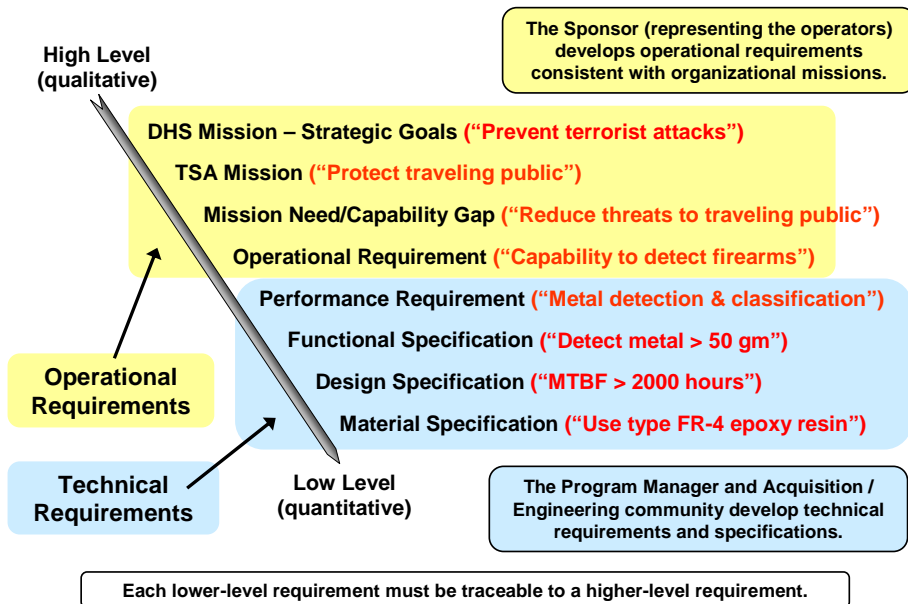 The Sponsor (representing the operators)
develops operational requirements
consistent with organizational missions.
High Level
(qualitative)
DHS Mission – Strategic Goals (“Prevent terrorist attacks”)
TSA Mission (“Protect traveling public”)
Mission Need/Capability Gap (“Reduce threats to traveling public”)
Operational Requirement (“Capability to detect firearms”)
Performance Requirement (“Metal detection & classification”)
Functional Specification (“Detect metal > 50 gm”)
Design Specification (“MTBF > 2000 hours”)
Material Specification (“Use type FR-4 epoxy resin”)
Operational
Requirements
Technical
Requirements
Low Level
(quantitative)
The Program Manager and Acquisition /
Engineering community develop technical
requirements and specifications.
Each lower-level requirement must be traceable to a higher-level requirement.